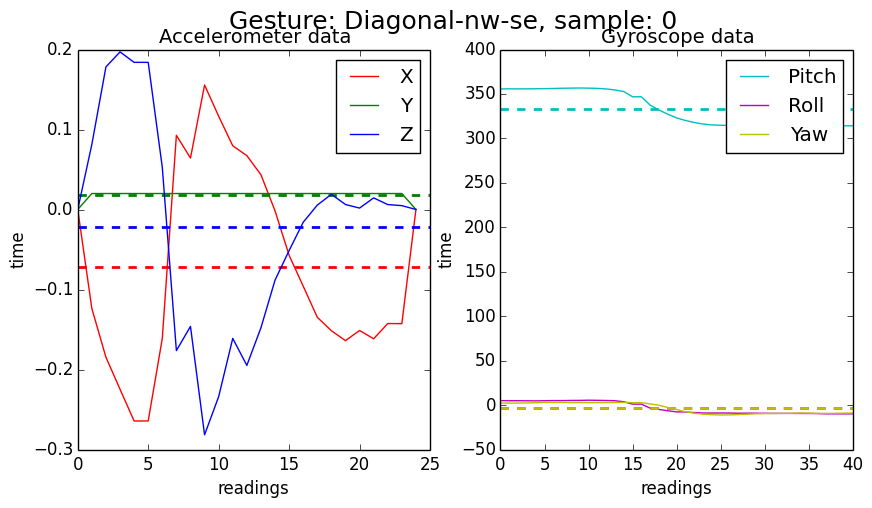 Gesture: Diagonal-nw-se, sample: 0
Accelerometer data
0.2
0.1
0.0
−0.1
−0.2
−0.3
time
X
Y
Z
0
5
10
15
20
25
readings
Gyroscope data
400
350
300
250
200
150
100
50
0
−50
time
Pitch
Roll
Yaw
0
5
10
15
20
25
30
35
40
readings